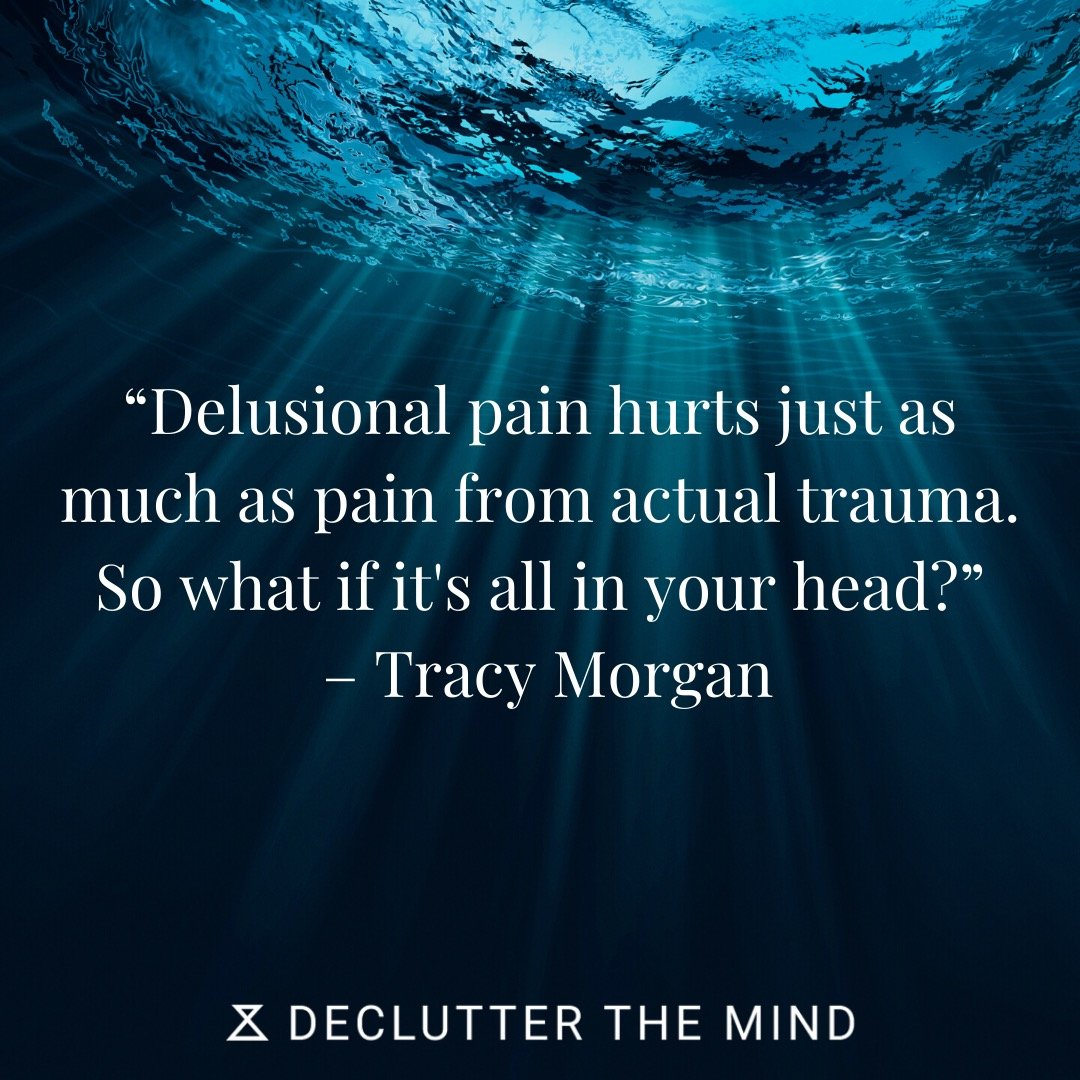 “Delusional pain hurts just as
much as pain from actual trauma.
So what if it's all in your head?”
– Tracy Morgan
DECLUTTER THE MIND